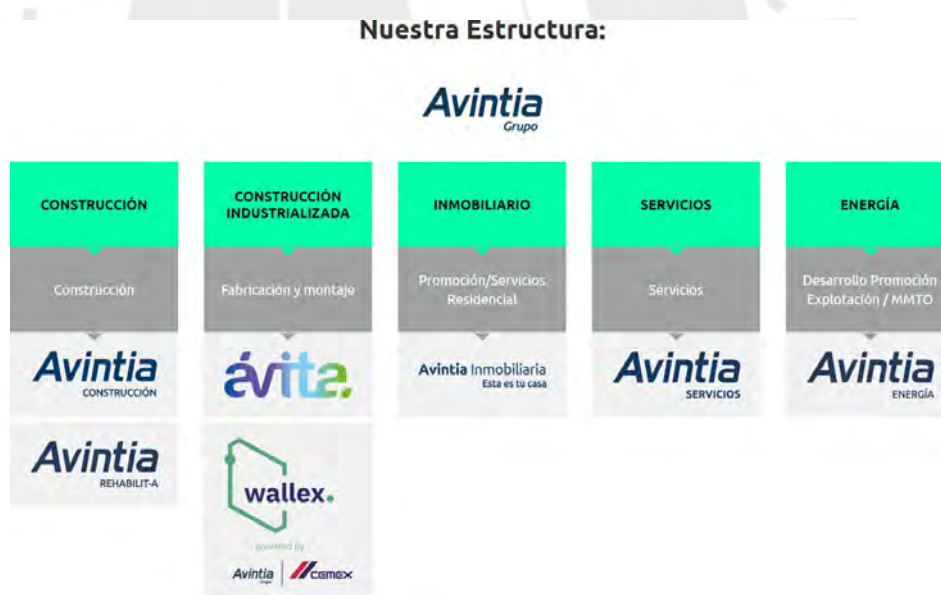 Nuestra Estructura:
Avintia
Grupo
CONSTRUCCIÓN
Construcción
Avintia
CONSTRUCCIÓN
Avintia
REHABILIT-A
CONSTRUCCIÓN
INDUSTRIALIZADA
Fabricación y montaje
ávita.
wallex.
powered by
Avintia
Grupo
CEMEX
INMOBILIARIO
Promoción/Servicios
Residencial
Avintia Inmobiliaria
Esta es tu casa
SERVICIOS
Servicios
Avintia
SERVICIOS
ENERGÍA
Desarrollo Promoción
Explotación / MMTO
Avintia
ENERGÍA